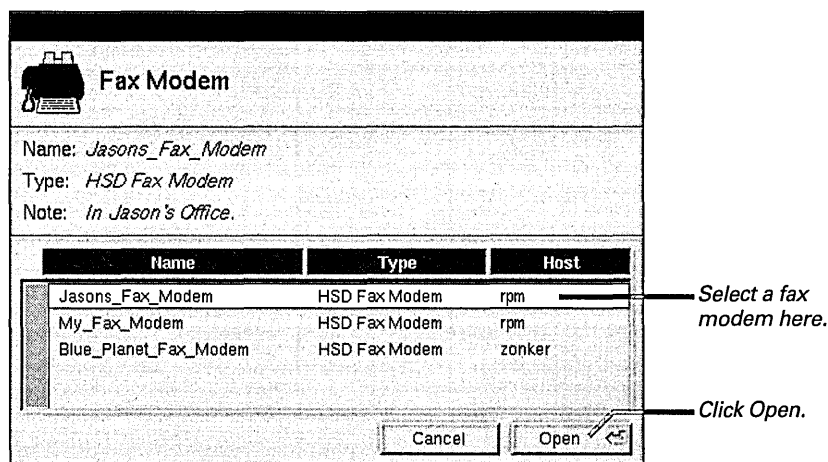 Fax Modem
Name: Jasons_Fax_Modem
Type: HSD Fax Modem
Note: In Jason's Office.
Name Type Host
Jasons_Fax_Modem HSD Fax Modem rpm
My_Fax_Modem HSD Fax Modem rpm
Blue_Planet_Fax_Modem HSD Fax Modem zonker
Select a fax
modem here.
Click Open.
Cancel Open